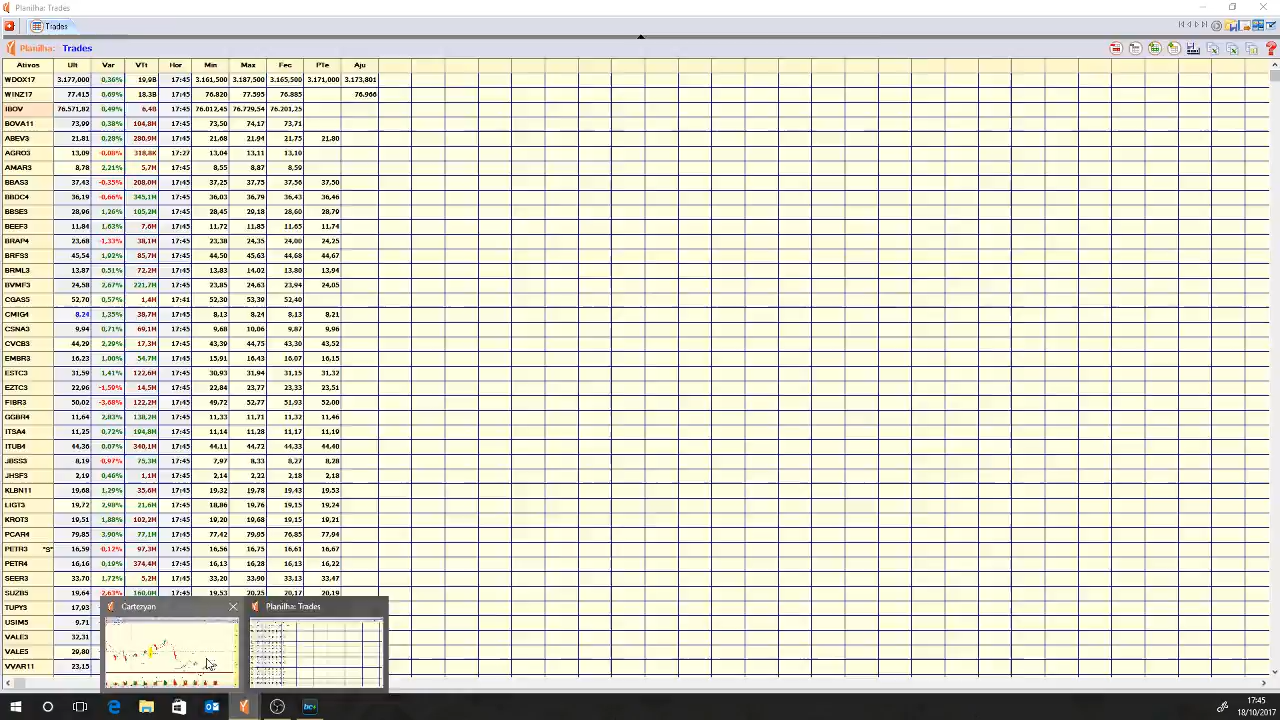 Planilha: Trades
Trades
Planilha: Trades
Ativos Ult Var VTt Hor Min Max Fec PTe Aju
WDOX17 3.177,000 0,36% 19,9B 17:45 3.161,500 3.187,500 3.165,500 3.171,000 3.173,801
WINZ17 77.415 0,69% 18,3B 17:45 76.820 77.595 76.885 76.966
IBOV 76.571,82 0,49% 6,4B 17:45 76.012,45 76.729,54 76.201,25
BOVA11 73,99 0,38% 104,8M 17:45 73,50 74,17 73,71
ABEV3 21,81 0,28% 280,9M 17:45 21,68 21,94 21,75 21,80
AGRO3 13,09 -0,08% 318,8K 17:27 13,04 13,11 13,10
AMAR3 8,78 2,21% 5,7M 17:45 8,55 8,87 8,59
BBAS3 37,43 -0,35% 208,0M 17:45 37,25 37,75 37,56 37,50
BBDC4 36,19 -0,66% 345,1M 17:45 36,03 36,79 36,43 36,46
BBSE3 28,96 1,26% 105,2M 17:45 28,45 29,18 28,60 28,79
BEEF3 11,84 1,63% 7,6M 17:45 11,72 11,85 11,65 11,74
BRAP4 23,68 -1,33% 38,1M 17:45 23,38 24,35 24,00 24,25
BRFS3 45,54 1,92% 85,7M 17:45 44,50 45,63 44,68 44,67
BRML3 13,87 0,51% 72,2M 17:45 13,83 14,02 13,80 13,94
BVMF3 24,58 2,67% 221,7M 17:45 23,85 24,63 23,94 24,05
CGAS5 52,70 0,57% 1,4M 17:41 52,30 53,39 52,40
CMIG4 8,24 1,35% 38,7M 17:45 8,13 8,24 8,13 8,21
CSNA3 9,94 0,71% 69,1M 17:45 9,68 10,06 9,87 9,96
CVCB3 44,29 2,29% 17,3M 17:45 43,39 44,75 43,30 43,52
EMBR3 16,23 1,00% 54,7M 17:45 15,91 16,43 16,07 16,15
ESTC3 31,59 1,41% 122,6M 17:45 30,93 31,94 31,15 31,32
EZTC3 22,96 -1,59% 14,5M 17:45 22,84 23,77 23,33 23,51
FIBR3 50,02 -3,68% 122,2M 17:45 49,72 52,77 51,93 52,00
GGBR4 11,64 2,83% 138,2M 17:45 11,33 11,71 11,32 11,46
ITSA4 11,25 0,72% 194,8M 17:45 11,14 11,28 11,17 11,19
ITUB4 44,36 0,07% 340,1M 17:45 44,11 44,72 44,33 44,40
JBSS3 8,19 -0,97% 75,3M 17:45 7,97 8,33 8,27 8,28
JHSF3 2,19 0,46% 1,1M 17:45 2,14 2,22 2,18 2,18
KLBN11 19,68 1,29% 35,6M 17:45 19,32 19,78 19,43 19,53
LIGT3 19,72 2,98% 21,6M 17:45 18,86 19,76 19,15 19,24
KROT3 19,51 1,88% 102,2M 17:45 19,20 19,68 19,15 19,21
PCAR4 79,85 3,90% 77,1M 17:45 77,42 79,95 76,85 77,94
PETR3 "S" 16,59 -0,12% 97,3M 17:45 16,56 16,75 16,61 16,67
PETR4 16,16 0,19% 374,4M 17:45 16,13 16,28 16,13 16,22
SEER3 33,70 1,72% 5,2M 17:45 33,20 33,90 33,13 33,47
SUZB5 19,64 -2,63% 160,0M 17:45 19,53 20,25 20,17 20,19
TUPY3 17,93
USIM5 9,71
VALE3 32,31
VALE5 29,80
VVAR11 23,15
Cartezyan Planilha: Trades
17:45
18/10/2017